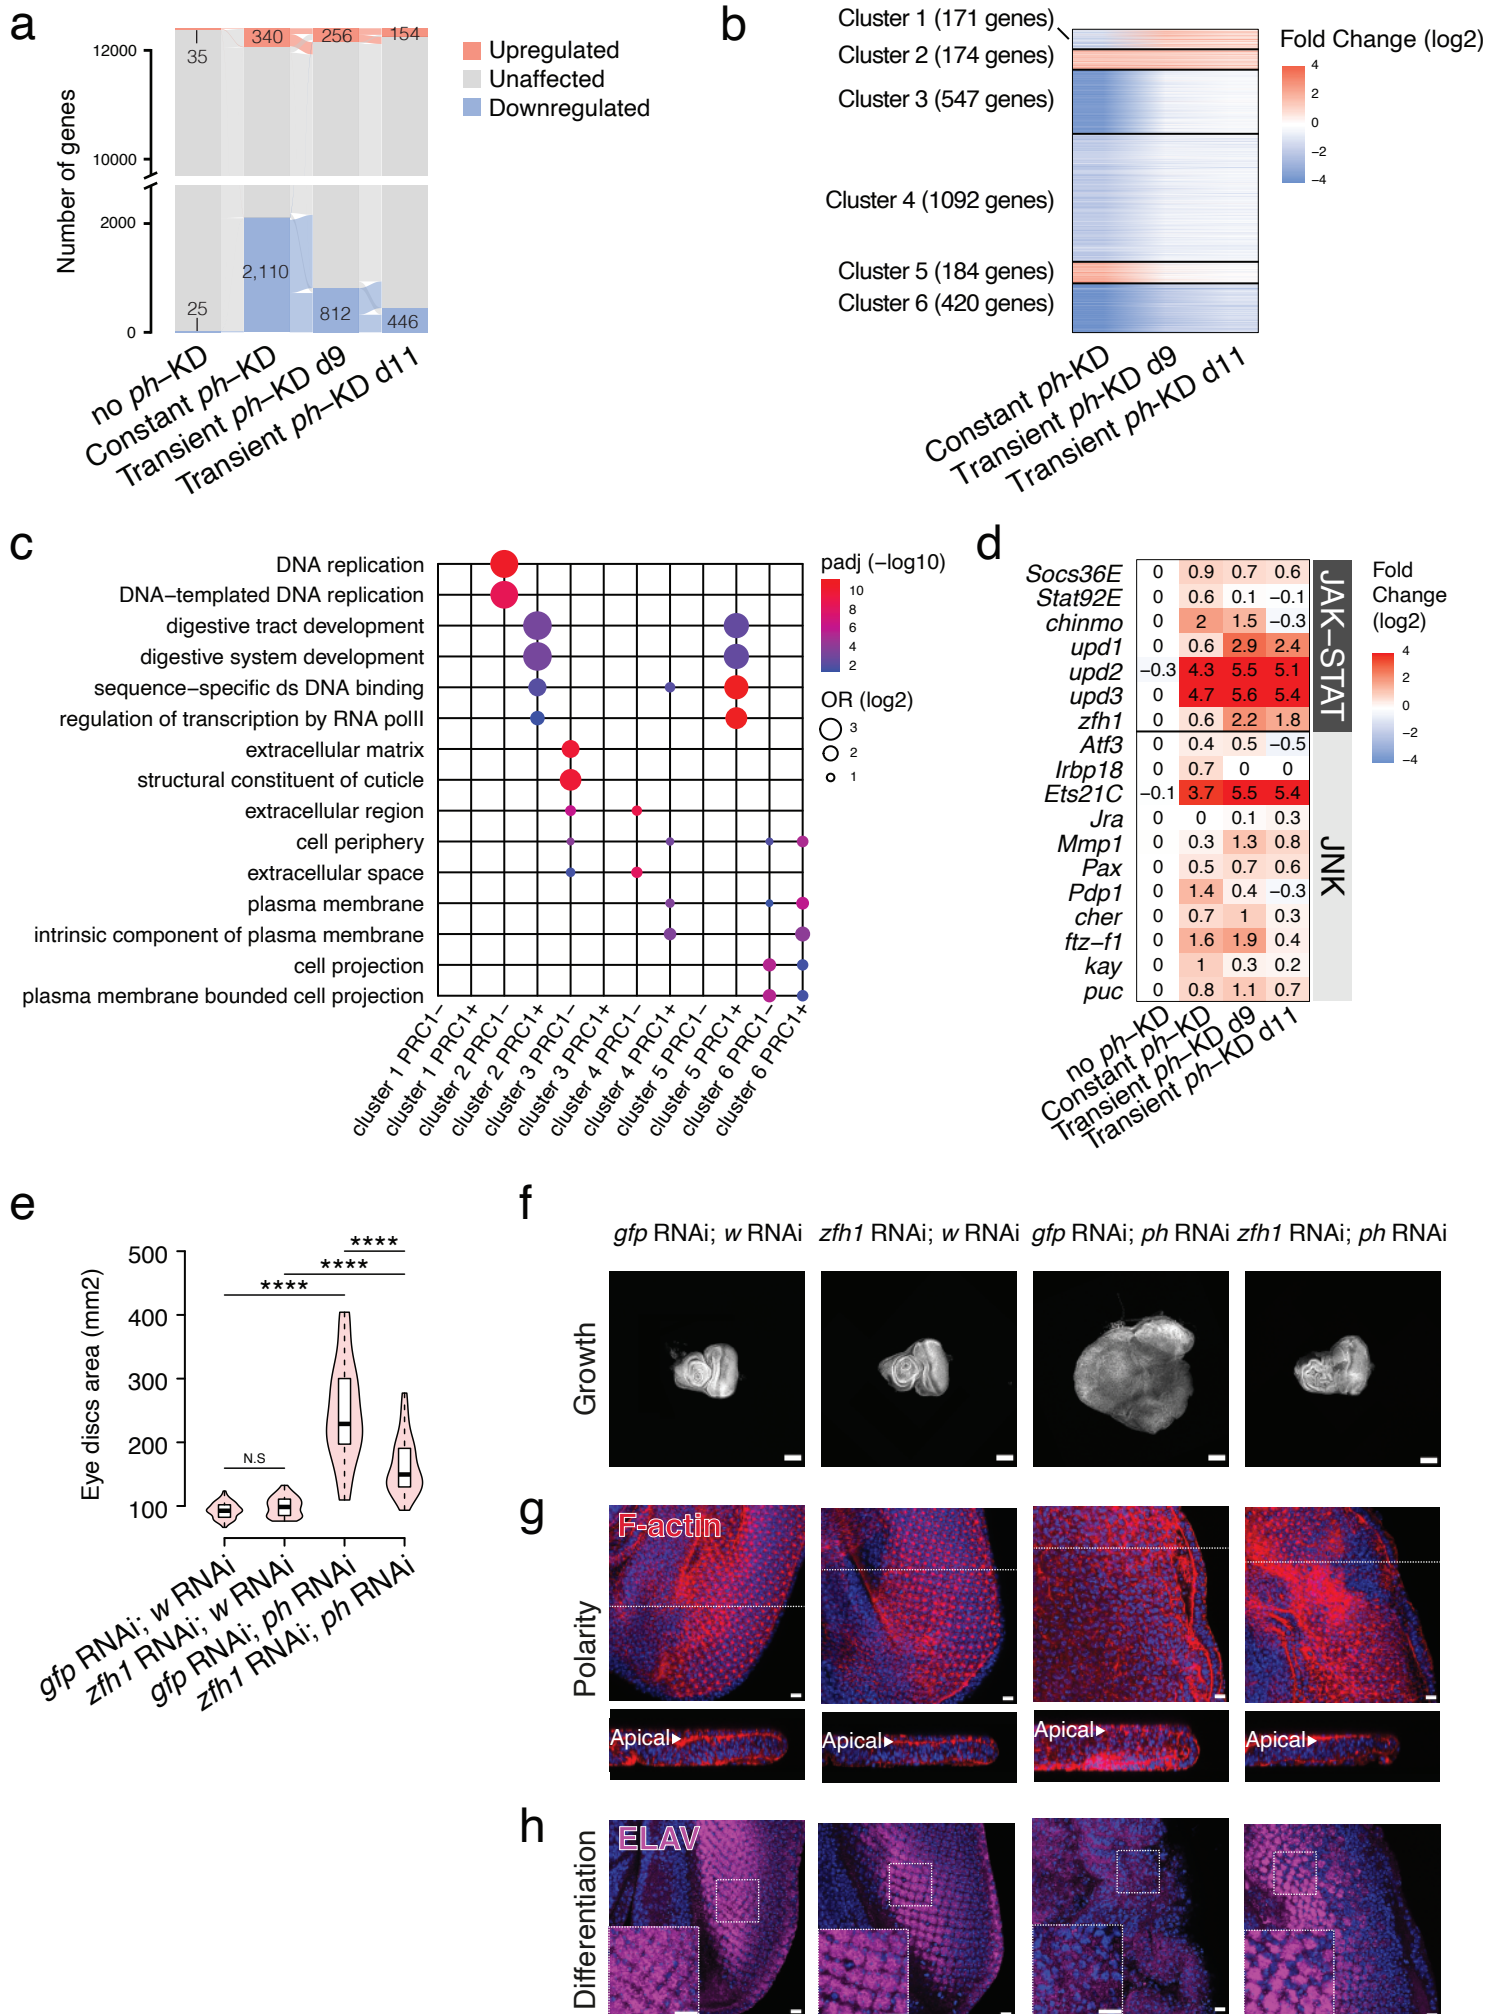 a
12000
10000
2000
0
Number of genes
35
340
256
154
25
2,110
812
446
Upregulated
Unaffected
Downregulated
no ph–KD
Constant ph–KD
Transient ph–KD d9
Transient ph–KD d11
b
Cluster 1 (171 genes)
Cluster 2 (174 genes)
Cluster 3 (547 genes)
Cluster 4 (1092 genes)
Cluster 5 (184 genes)
Cluster 6 (420 genes)
Fold Change (log2)
4
2
0
−2
−4
Constant ph-KD
Transient ph-KD d9
Transient ph-KD d11
c
DNA replication
DNA−templated DNA replication
digestive tract development
digestive system development
sequence−specific ds DNA binding
regulation of transcription by RNA polII
extracellular matrix
structural constituent of cuticle
extracellular region
cell periphery
extracellular space
plasma membrane
intrinsic component of plasma membrane
cell projection
plasma membrane bounded cell projection
cluster 1 PRC1−
cluster 1 PRC1+
cluster 2 PRC1−
cluster 2 PRC1+
cluster 3 PRC1−
cluster 3 PRC1+
cluster 4 PRC1−
cluster 4 PRC1+
cluster 5 PRC1−
cluster 5 PRC1+
cluster 6 PRC1−
cluster 6 PRC1+
padj (−log10)
10
8
6
4
2
OR (log2)
3
2
1
d
Socs36E 0 0.9 0.7 0.6
Stat92E 0 0.6 0.1 −0.1
chinmo 0 2 1.5 −0.3
upd1 0 0.6 2.9 2.4
upd2 −0.3 4.3 5.5 5.1
upd3 0 4.7 5.6 5.4
zfh1 0 0.6 2.2 1.8
Atf3 0 0.4 0.5 −0.5
Irbp18 0 0.7 0 0
Ets21C −0.1 3.7 5.5 5.4
Jra 0 0 0.1 0.3
Mmp1 0 0.3 1.3 0.8
Pax 0 0.5 0.7 0.6
Pdp1 0 1.4 0.4 −0.3
cher 0 0.7 1 0.3
ftz−f1 0 1.6 1.9 0.4
kay 0 1 0.3 0.2
puc 0 0.8 1.1 0.7
JAK−STAT
JNK
Fold
Change
(log2)
4
2
0
−2
−4
no ph−KD
Constant ph−KD
Transient ph−KD d9
Transient ph−KD d11
e
Eye discs area (mm2)
500
400
300
200
100
****
****
****
N.S
gfp RNAi; w RNAi
zfh1 RNAi; w RNAi
gfp RNAi; ph RNAi
zfh1 RNAi; ph RNAi
f
gfp RNAi; w RNAi
zfh1 RNAi; w RNAi
gfp RNAi; ph RNAi
zfh1 RNAi; ph RNAi
Growth
g
F-actin
Polarity
Apical
Apical
Apical
Apical
h
ELAV
Differentiation